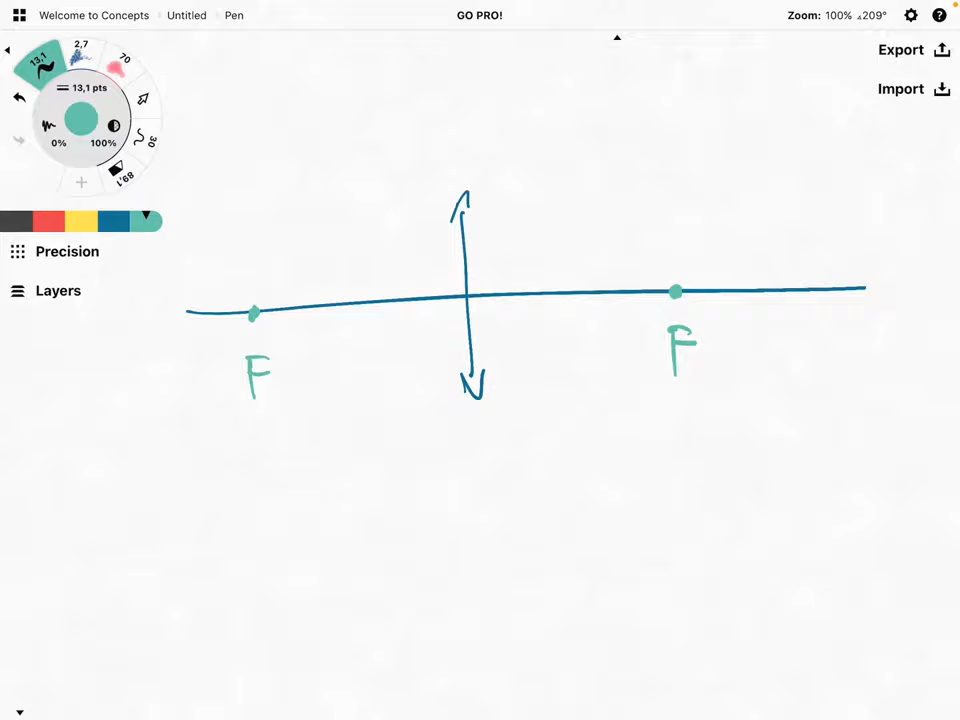 Welcome to Concepts Untitled Pen GO PRO! Zoom: 100% ⊿209°
Export
Import
13,1
2,7
70
13,1 pts
0% 100%
30
89,1
Precision
Layers
F F